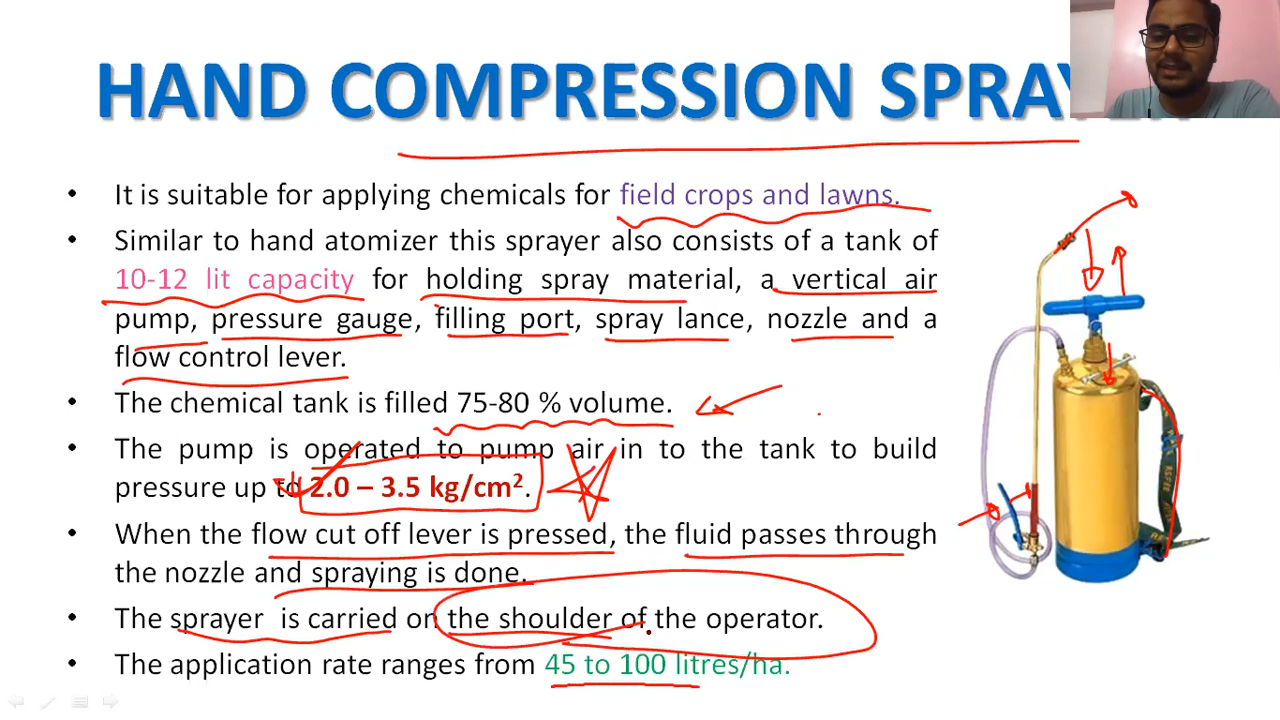 HAND COMPRESSION SPRAY
• It is suitable for applying chemicals for field crops and lawns.
• Similar to hand atomizer this sprayer also consists of a tank of
10-12 lit capacity for holding spray material, a vertical air
pump, pressure gauge, filling port, spray lance, nozzle and a
flow control lever.
• The chemical tank is filled 75-80 % volume.
• The pump is operated to pump air in to the tank to build
pressure up to 2.0 – 3.5 kg/cm².
• When the flow cut off lever is pressed, the fluid passes through
the nozzle and spraying is done.
• The sprayer is carried on the shoulder of the operator.
• The application rate ranges from 45 to 100 litres/ha.